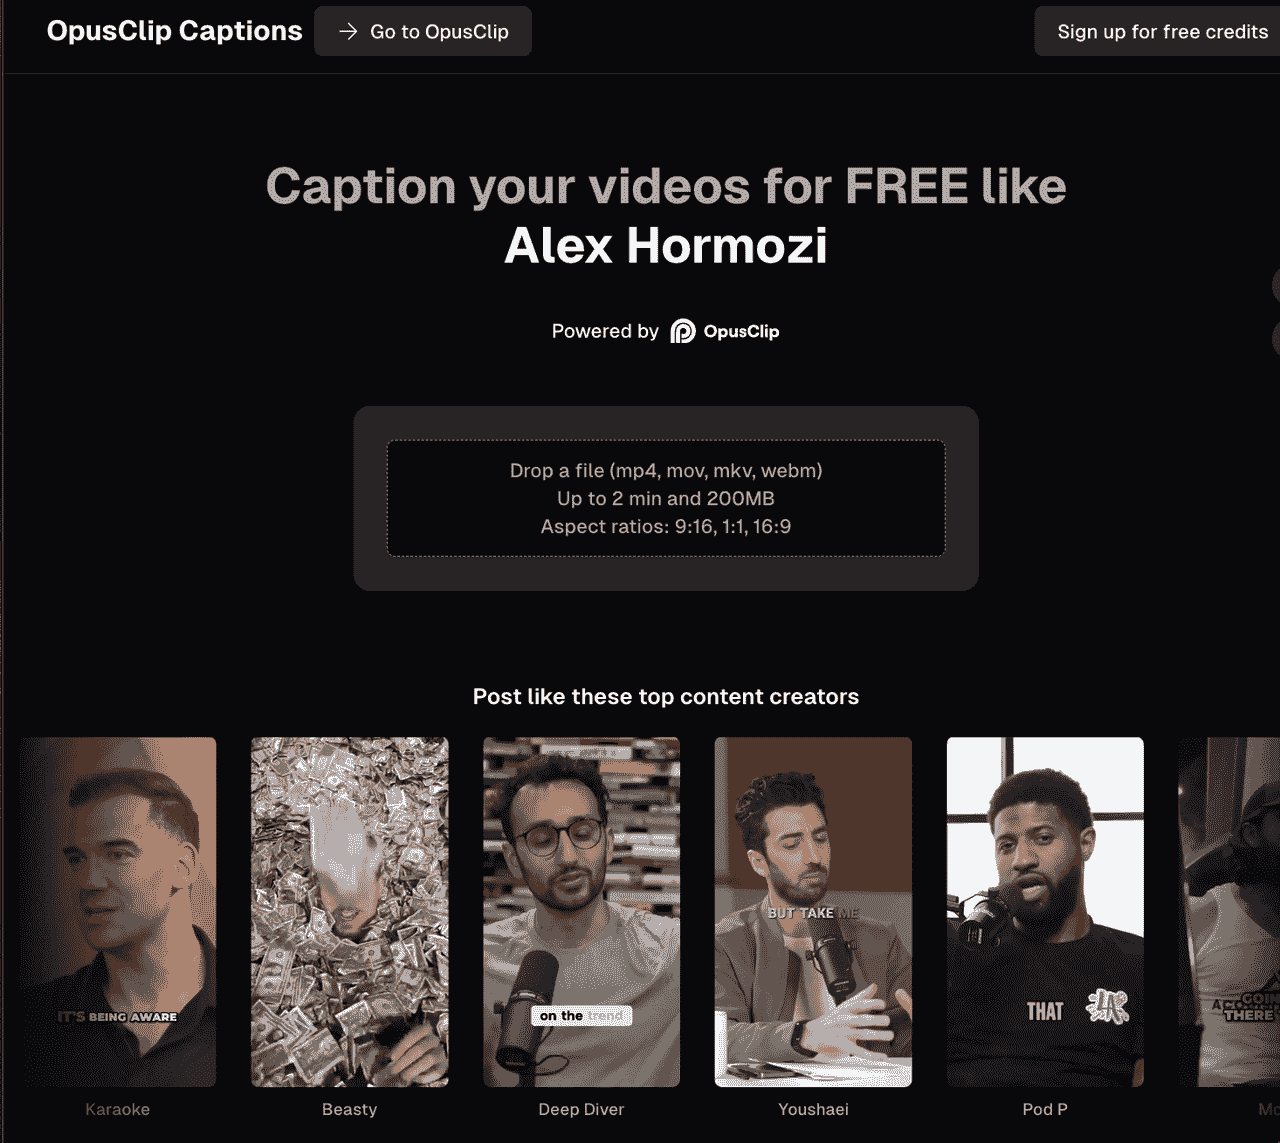 OpusClip Captions
Go to OpusClip
Sign up for free credits
Caption your videos for FREE like
Alex Hormozi
Powered by OpusClip
Drop a file (mp4, mov, mkv, webm)
Up to 2 min and 200MB
Aspect ratios: 9:16, 1:1, 16:9
Post like these top content creators
IT'S BEING AWARE
on the trend
BUT TAKE ME
THAT
THERE
Karaoke
Beasty
Deep Diver
Youshaei
Pod P